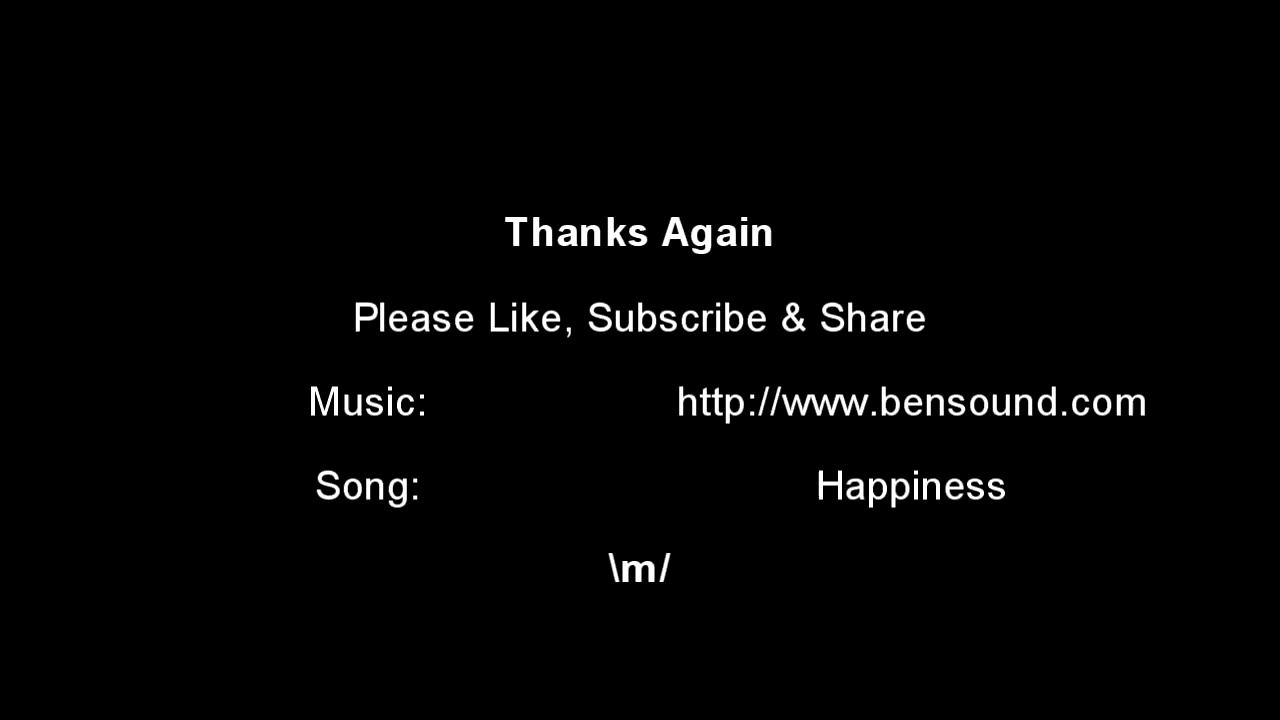 Thanks Again
Please Like, Subscribe & Share
Music: http://www.bensound.com
Song: Happiness
\m/